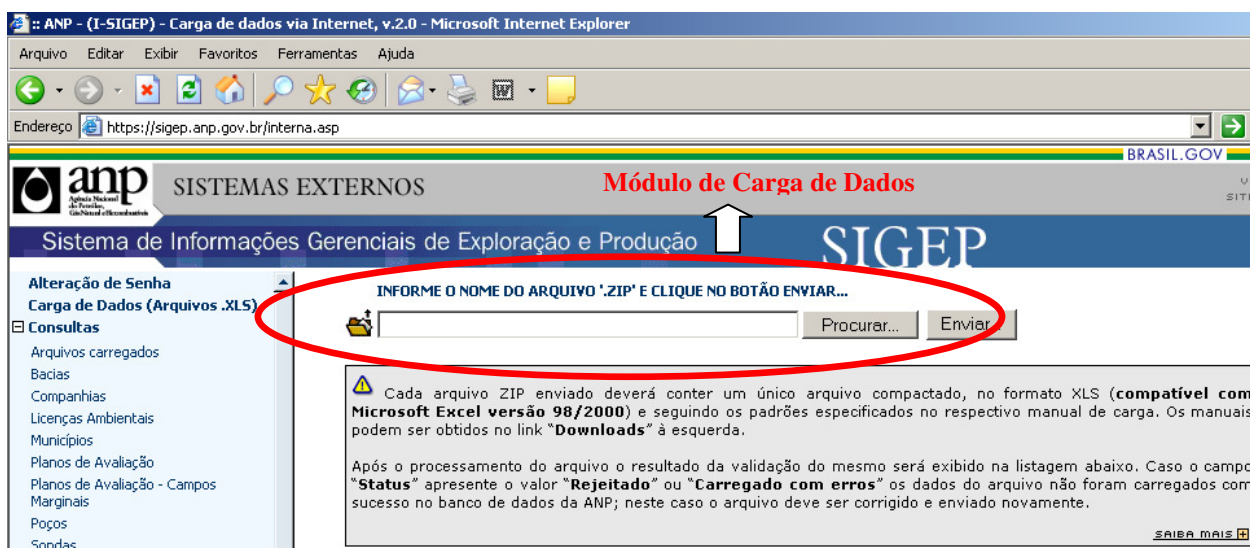 :: ANP - (I-SIGEP) - Carga de dados via Internet, v.2.0 - Microsoft Internet Explorer
Arquivo Editar Exibir Favoritos Ferramentas Ajuda
Endereço https://sigep.anp.gov.br/interna.asp
BRASIL.GOV
anp
Agência Nacional
do Petróleo,
Gás Natural e Biocombustíveis
SISTEMAS EXTERNOS
Módulo de Carga de Dados
Sistema de Informações Gerenciais de Exploração e Produção
SIGEP
Alteração de Senha
Carga de Dados (Arquivos .XLS)
Consultas
Arquivos carregados
Bacias
Companhias
Licenças Ambientais
Municípios
Planos de Avaliação
Planos de Avaliação - Campos
Marginais
Poços
Sondas
INFORME O NOME DO ARQUIVO '.ZIP' E CLIQUE NO BOTÃO ENVIAR...
Procurar...
Enviar
Cada arquivo ZIP enviado deverá conter um único arquivo compactado, no formato XLS (compatível com
Microsoft Excel versão 98/2000) e seguindo os padrões especificados no respectivo manual de carga. Os manuais
podem ser obtidos no link "Downloads" à esquerda.
Após o processamento do arquivo o resultado da validação do mesmo será exibido na listagem abaixo. Caso o campo
"Status" apresente o valor "Rejeitado" ou "Carregado com erros" os dados do arquivo não foram carregados com
sucesso no banco de dados da ANP; neste caso o arquivo deve ser corrigido e enviado novamente.
SAIBA MAIS